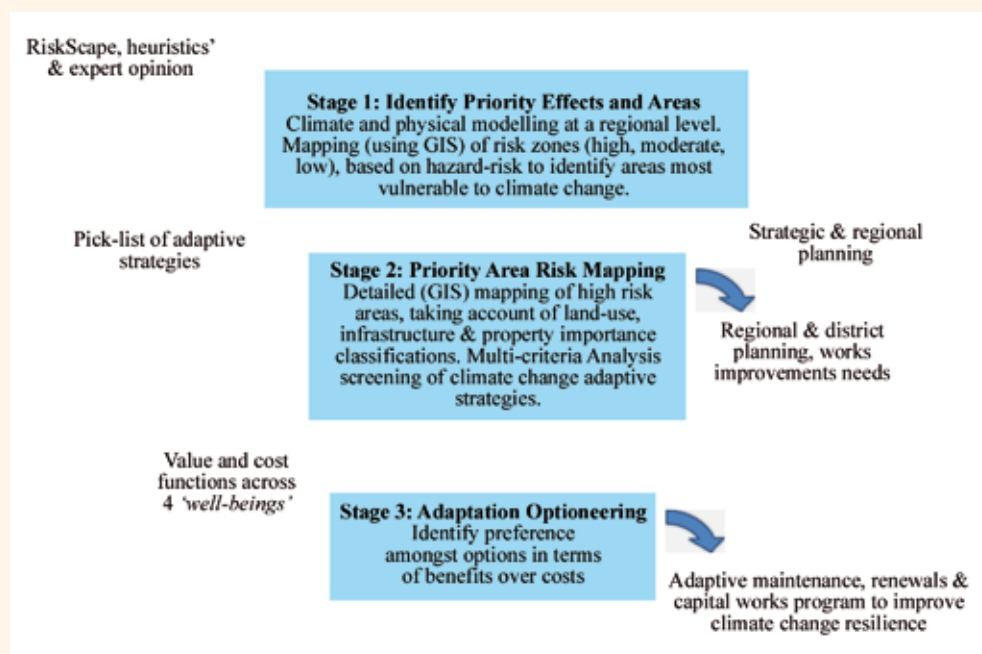 RiskScape, heuristics’
& expert opinion
Stage 1: Identify Priority Effects and Areas
Climate and physical modelling at a regional level.
Mapping (using GIS) of risk zones (high, moderate,
low), based on hazard-risk to identify areas most
vulnerable to climate change.
Pick-list of adaptive
strategies
Strategic & regional
planning
Stage 2: Priority Area Risk Mapping
Detailed (GIS) mapping of high risk
areas, taking account of land-use,
infrastructure & property importance
classifications. Multi-criteria Analysis
screening of climate change adaptive
strategies.
Regional & district
planning, works
improvements needs
Value and cost
functions across
4 ‘well-beings’
Stage 3: Adaptation Optioneering
Identify preference
amongst options in terms
of benefits over costs
Adaptive maintenance, renewals &
capital works program to improve
climate change resilience